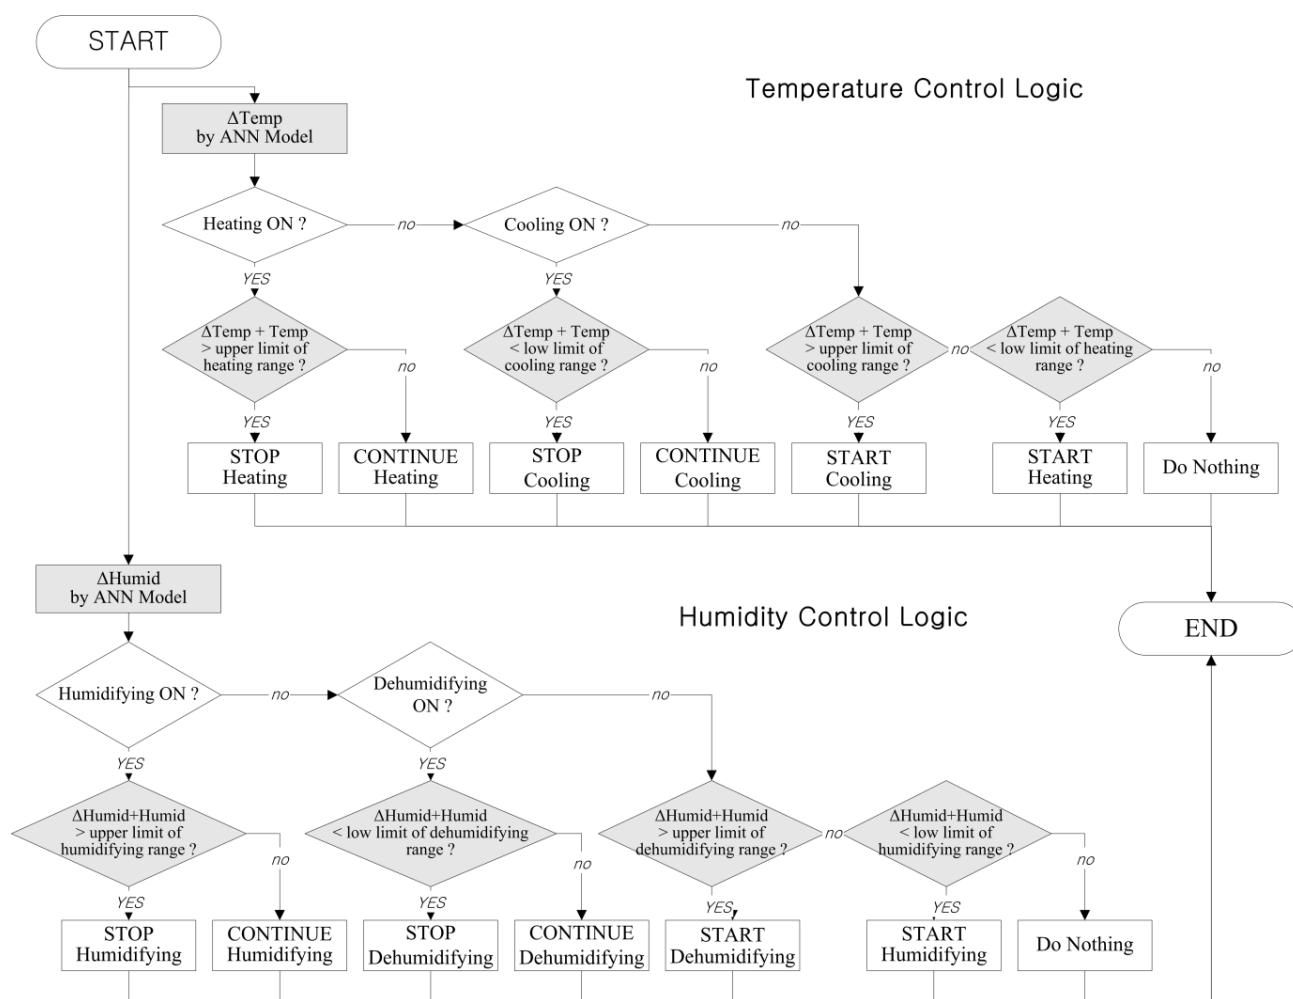 START
Temperature Control Logic
ΔTemp
by ANN Model
Heating ON ?
no
Cooling ON ?
no
YES
YES
ΔTemp + Temp
> upper limit of
heating range ?
no
ΔTemp + Temp
< low limit of
cooling range ?
no
ΔTemp + Temp
> upper limit of
cooling range ?
no
ΔTemp + Temp
< low limit of heating
range ?
no
YES
YES
YES
YES
STOP
Heating
CONTINUE
Heating
STOP
Cooling
CONTINUE
Cooling
START
Cooling
START
Heating
Do Nothing
ΔHumid
by ANN Model
Humidity Control Logic
END
Humidifying ON ?
no
Dehumidifying
ON ?
no
YES
YES
ΔHumid+Humid
> upper limit of
humidifying range ?
no
ΔHumid+Humid
< low limit of dehumidifying
range ?
no
ΔHumid+Humid
> upper limit of
dehumidifying range ?
no
ΔHumid+Humid
< low limit of
humidifying range ?
no
YES
YES
YES
YES
STOP
Humidifying
CONTINUE
Humidifying
STOP
Dehumidifying
CONTINUE
Dehumidifying
START
Dehumidifying
START
Humidifying
Do Nothing